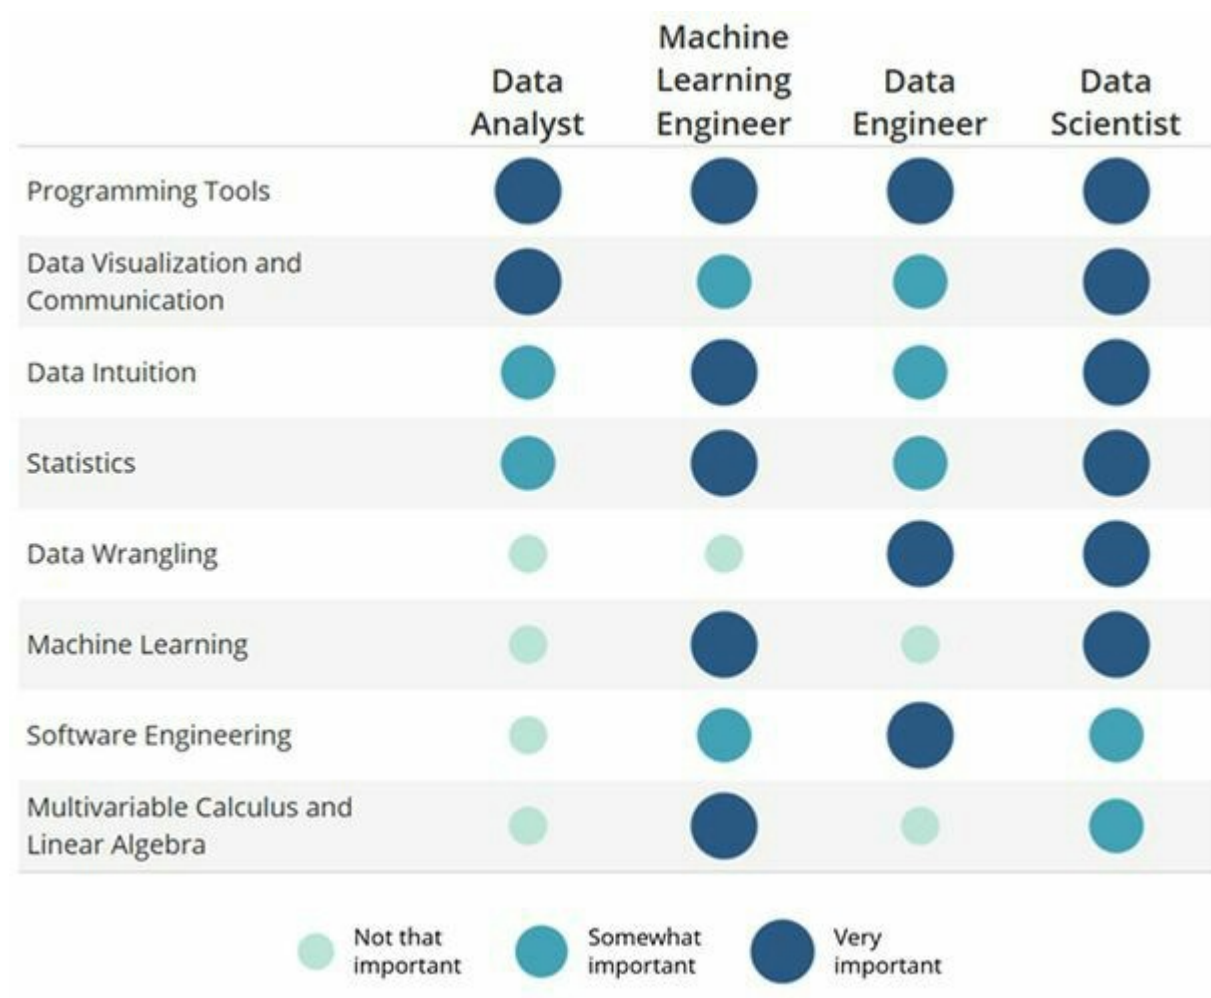 Data Analyst
Machine Learning Engineer
Data Engineer
Data Scientist
Programming Tools
Data Visualization and
Communication
Data Intuition
Statistics
Data Wrangling
Machine Learning
Software Engineering
Multivariable Calculus and
Linear Algebra
Not that
important
Somewhat
important
Very
important